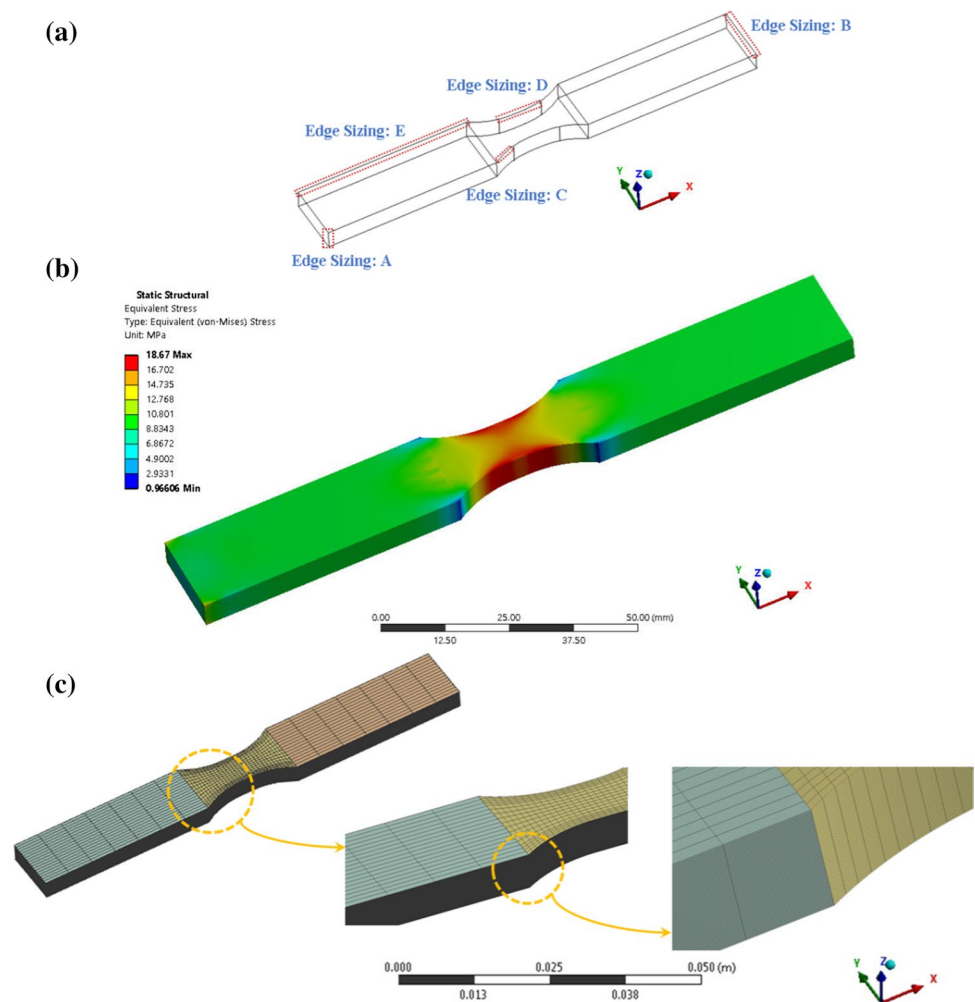 (a)
Edge Sizing: B
Edge Sizing: D
Edge Sizing: E
Edge Sizing: C
Edge Sizing: A
Y
Z
X
(b)
Static Structural
Equivalent Stress
Type: Equivalent (von-Mises) Stress
Unit: MPa
18.67 Max
16.702
14.735
12.768
10.801
8.8343
6.8672
4.9002
2.9331
0.96606 Min
Y
Z
X
0.00
25.00
50.00 (mm)
12.50
37.50
(c)
0.000
0.025
0.050 (m)
0.013
0.038
Y
Z
X